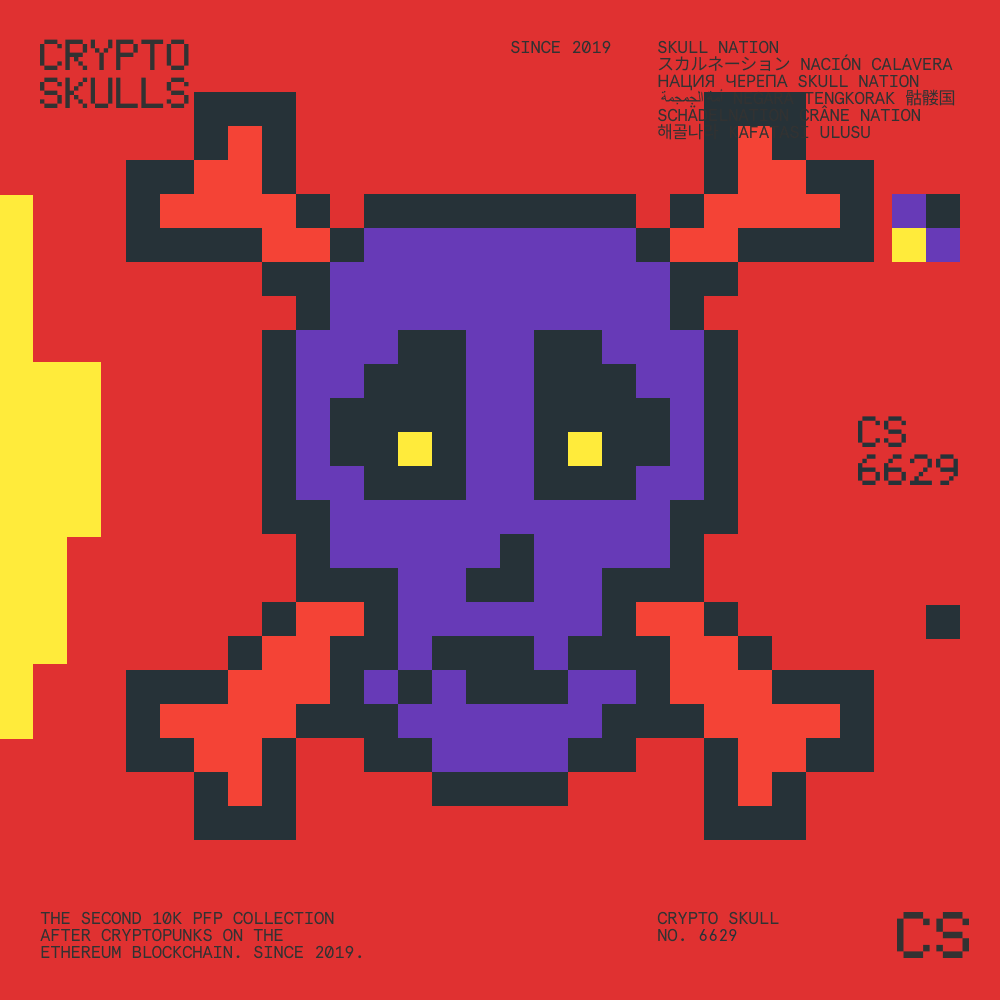 CRYPTO
SKULLS
SINCE 2019
SKULL NATION
スカルネーション NACIÓN CALAVERA
НАЦИЯ ЧЕРЕПА SKULL NATION
الجمجمة TENGKORAK 骷髅国
CRÂNE NATION
ULUSU
CS
6629
THE SECOND 10K PFP COLLECTION
AFTER CRYPTOPUNKS ON THE
ETHEREUM BLOCKCHAIN. SINCE 2019.
CRYPTO SKULL
NO. 6629
CS